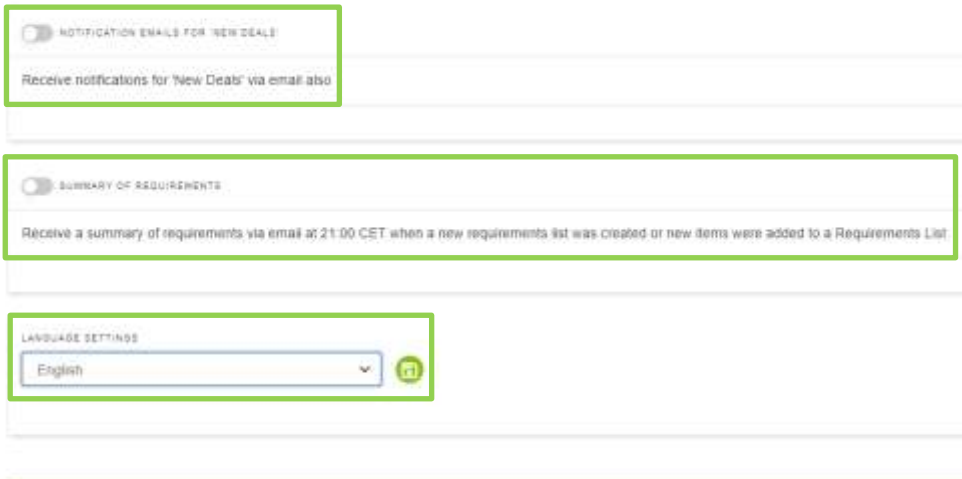 NOTIFICATION EMAILS FOR 'NEW DEALS'
Receive notifications for 'New Deals' via email also
SUMMARY OF REQUIREMENTS
Receive a summary of requirements via email at 21:00 CET when a new requirements list was created or new items were added to a Requirements List
LANGUAGE SETTINGS
English